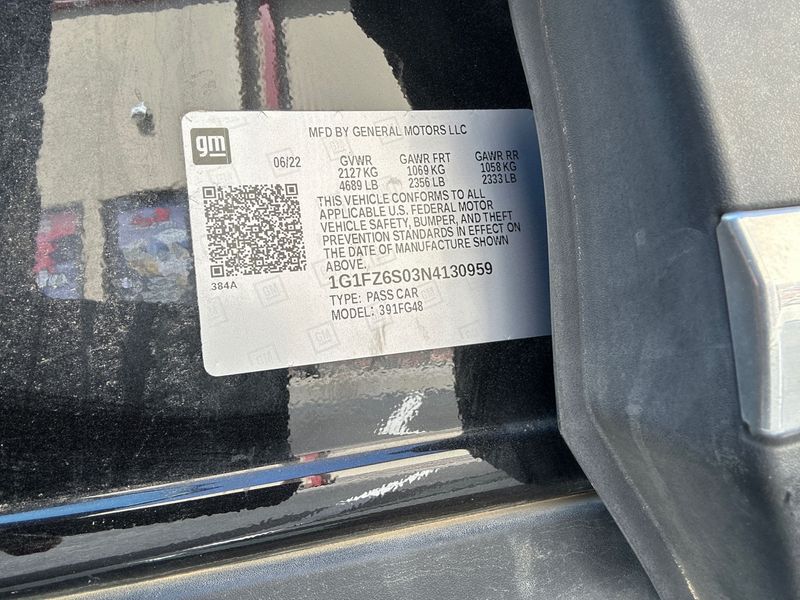 gm
MFD BY GENERAL MOTORS LLC
06/22 GVWR GAWR FRT GAWR RR
2127 KG 1069 KG 1058 KG
4689 LB 2356 LB 2333 LB
THIS VEHICLE CONFORMS TO ALL
APPLICABLE U.S. FEDERAL MOTOR
VEHICLE SAFETY, BUMPER, AND THEFT
PREVENTION STANDARDS IN EFFECT ON
THE DATE OF MANUFACTURE SHOWN
ABOVE.
384A
1G1FZ6S03N4130959
TYPE: PASS CAR
MODEL: 391FG48